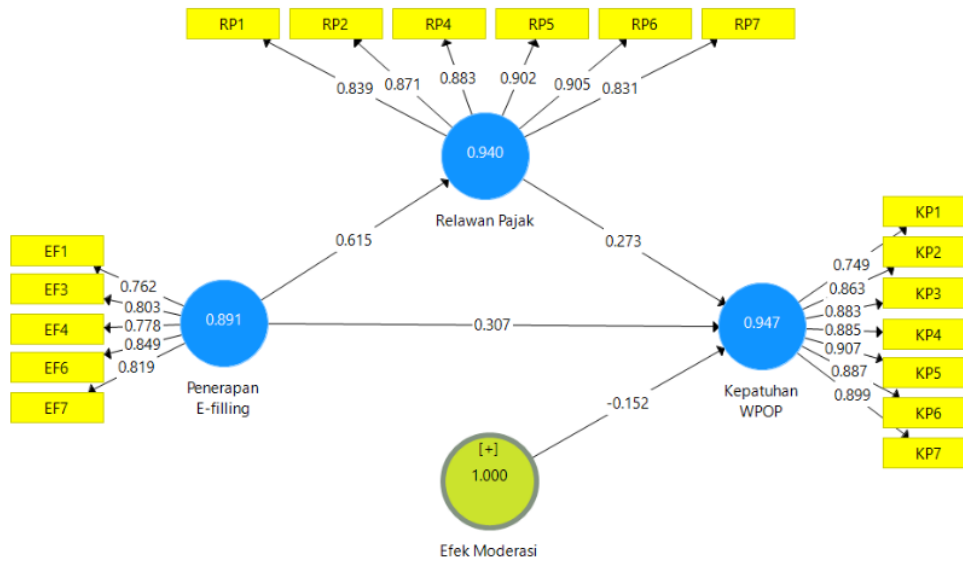 RP1 RP2 RP4 RP5 RP6 RP7
0.839 0.871 0.883 0.902 0.905 0.831
0.940
Relawan Pajak
0.615
0.273
EF1
EF3
EF4
EF6
EF7
0.762
0.803
0.778
0.849
0.819
0.891
Penerapan
E-filling
0.307
0.947
Kepatuhan
WPOP
KP1
KP2
KP3
KP4
KP5
KP6
KP7
0.749
0.863
0.883
0.885
0.907
0.887
0.899
-0.152
[+]
1.000
Efek Moderasi